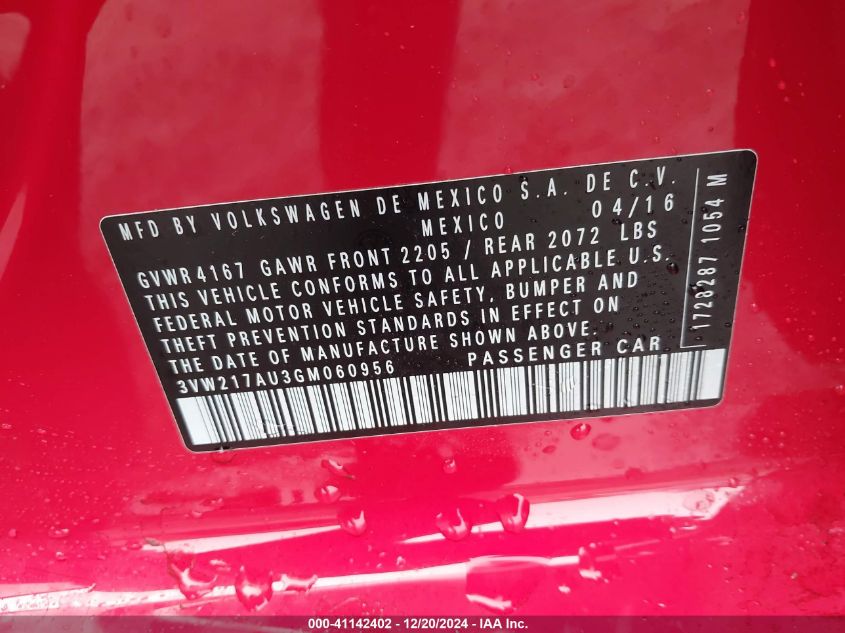 MFD BY VOLKSWAGEN DE MEXICO S.A. DE C.V.
MEXICO 04/16
GVWR 4167 GAWR FRONT 2205 / REAR 2072 LBS
THIS VEHICLE CONFORMS TO ALL APPLICABLE U.S.
FEDERAL MOTOR VEHICLE SAFETY, BUMPER AND
THEFT PREVENTION STANDARDS IN EFFECT ON
THE DATE OF MANUFACTURE SHOWN ABOVE.
3VW217AU3GM060956 PASSENGER CAR
1728287 1054 M
000-41142402 - 12/20/2024 - IAA Inc.